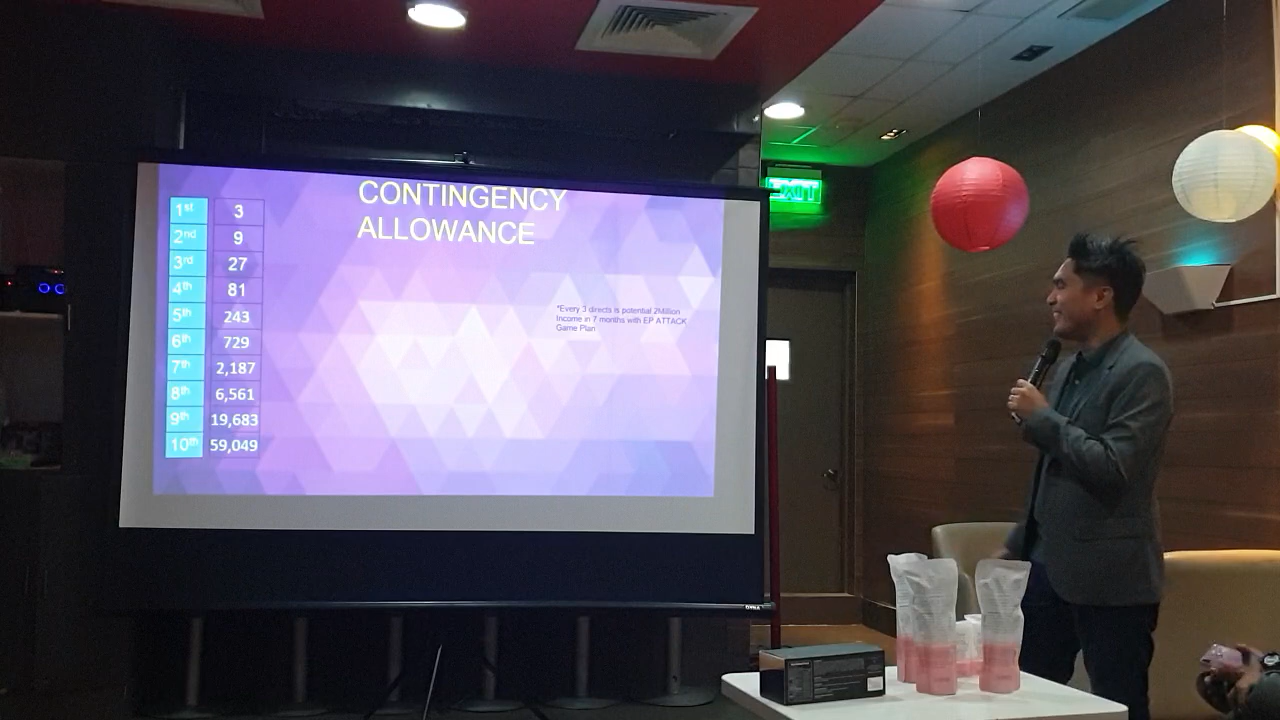 CONTINGENCY
ALLOWANCE
1st 3
2nd 9
3rd 27
4th 81
5th 243
6th 729
7th 2,187
8th 6,561
9th 19,683
10th 59,049
*Every 3 directs is potential 2Million
Income in 7 months with EP ATTACK
Game Plan
EXIT